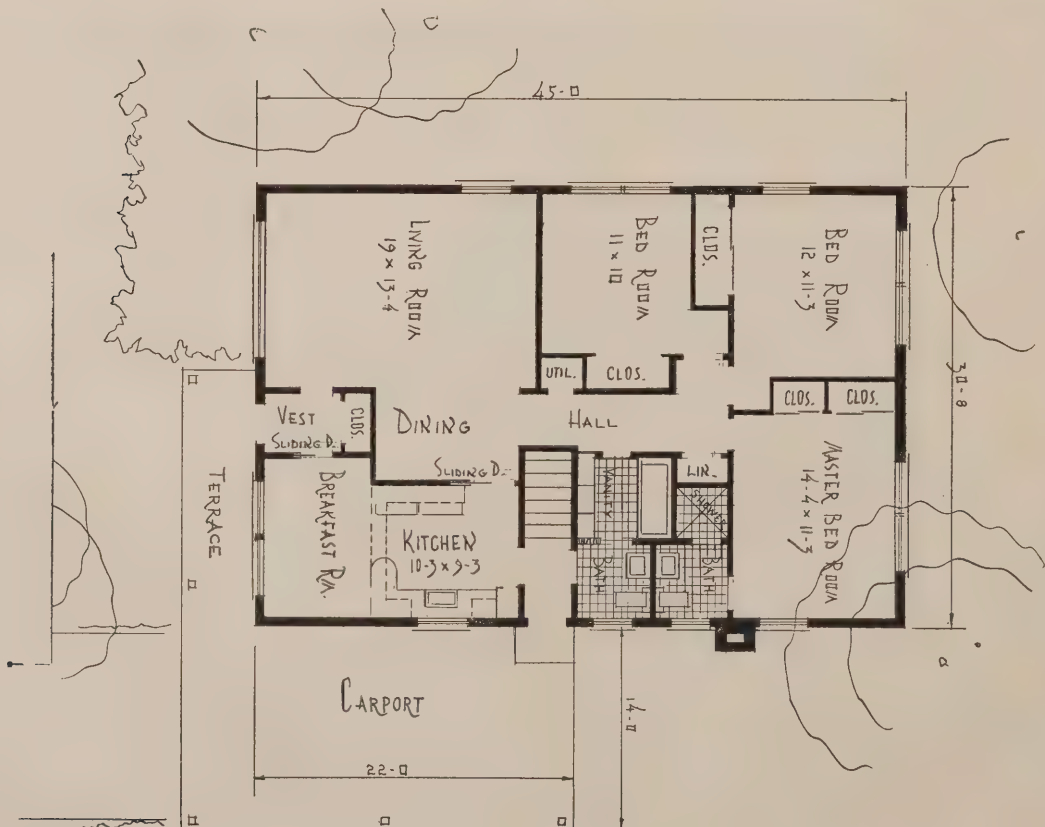 45-0
LIVING ROOM
19 x 13-4
BED ROOM
11 x 10
CLOS.
BED ROOM
12 x 11-3
30-8
UTIL.
CLOS.
CLOS.
CLOS.
VEST
CLOS.
SLIDING D.
DINING
HALL
SLIDING D.
LIN.
TERRACE
BREAKFAST RM.
KITCHEN
10-3 x 9-3
VANITY
SHOWER
BATH
BATH
MASTER BED ROOM
14-4 x 11-3
CARPORT
14-0
22-0